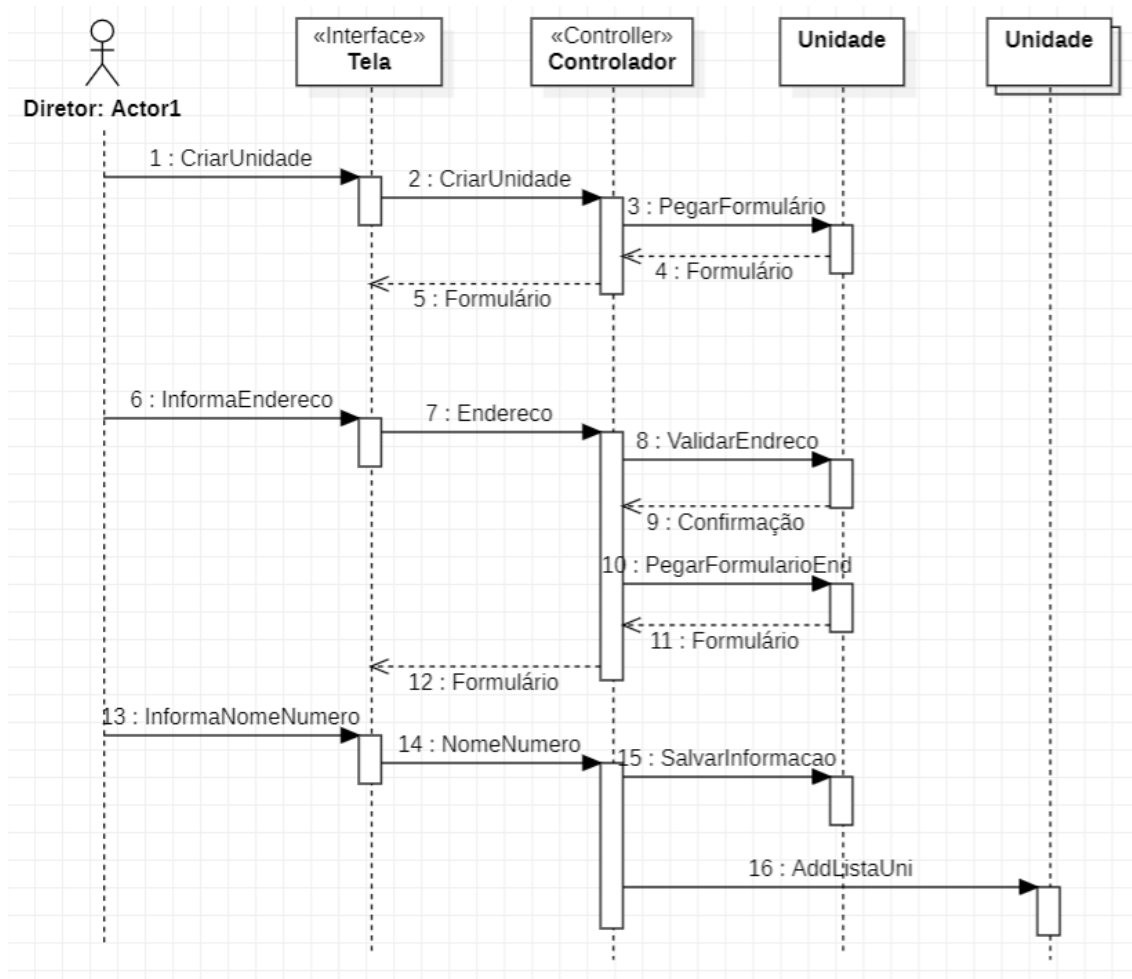 «Interface»
Tela
«Controller»
Controlador
Unidade
Unidade
Diretor: Actor1
1 : CriarUnidade
2 : CriarUnidade
3 : PegarFormulário
4 : Formulário
5 : Formulário
6 : InformaEndereco
7 : Endereco
8 : ValidarEndreco
9 : Confirmação
10 : PegarFormularioEnd
11 : Formulário
12 : Formulário
13 : InformaNomeNumero
14 : NomeNumero
15 : SalvarInformacao
16 : AddListaUni